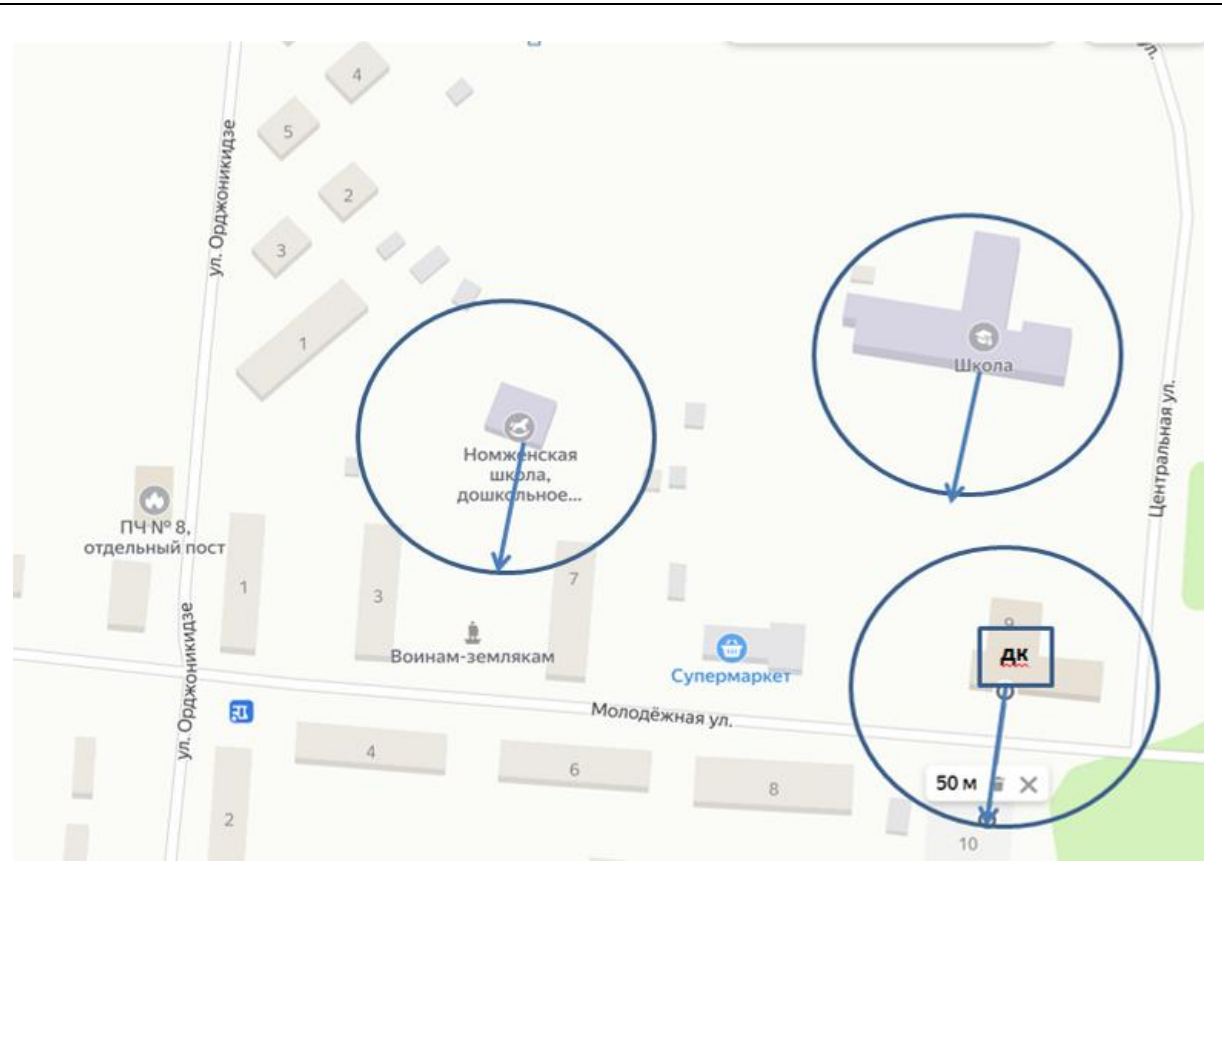 ул.
4
5
ул. Орджоникидзе
2
3
1
Школа
Номженская
школа,
дошкольное...
Центральная ул.
ПЧ № 8,
отдельный пост
1
3
7
9
дк
Воинам-землякам
Супермаркет
ул. Орджоникидзе
Молодёжная ул.
4
6
8
50 м
2
10